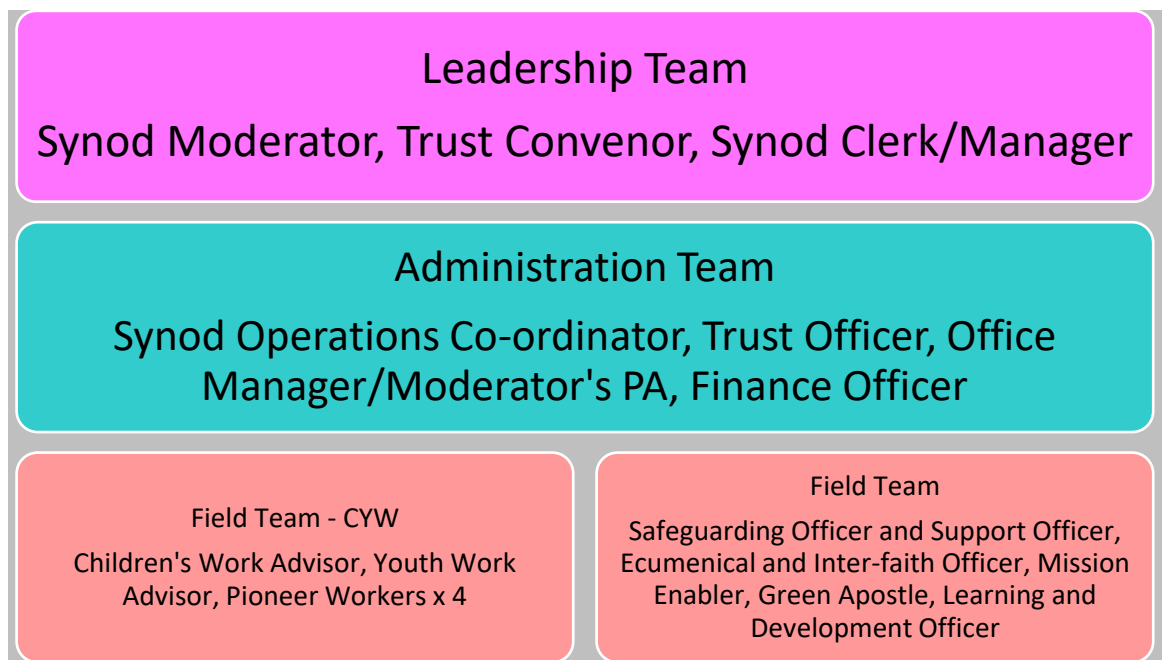 Leadership Team
Synod Moderator, Trust Convenor, Synod Clerk/Manager
Administration Team
Synod Operations Co-ordinator, Trust Officer, Office
Manager/Moderator's PA, Finance Officer
Field Team - CYW
Children's Work Advisor, Youth Work
Advisor, Pioneer Workers x 4
Field Team
Safeguarding Officer and Support Officer,
Ecumenical and Inter-faith Officer, Mission
Enabler, Green Apostle, Learning and
Development Officer